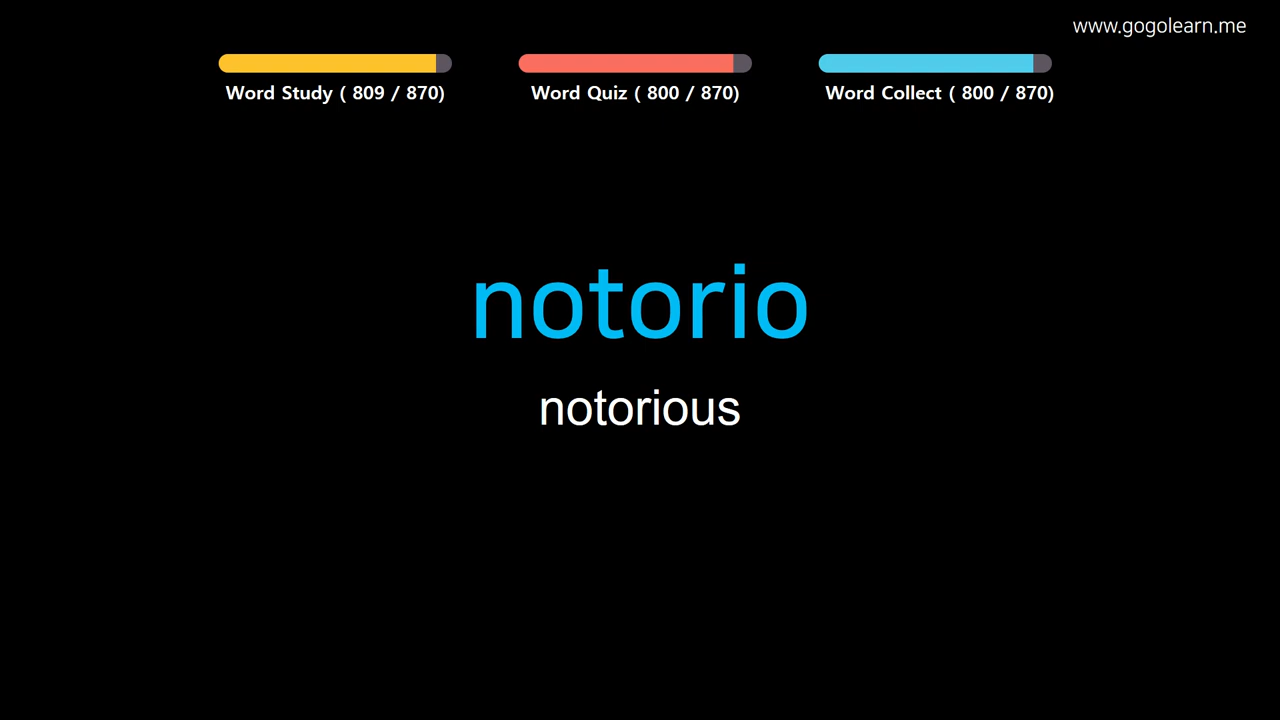 www.gogolearn.me
Word Study ( 809 / 870)
Word Quiz ( 800 / 870)
Word Collect ( 800 / 870)
notorio
notorious